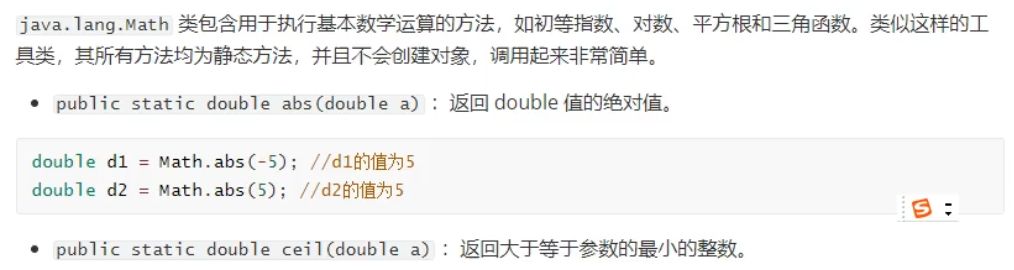 java.lang.Math 类包含用于执行基本数学运算的方法，如初等指数、对数、平方根和三角函数。类似这样的工
具类，其所有方法均为静态方法，并且不会创建对象，调用起来非常简单。
• public static double abs(double a) ：返回 double 值的绝对值。
double d1 = Math.abs(-5); //d1的值为5
double d2 = Math.abs(5); //d2的值为5
• public static double ceil(double a) ：返回大于等于参数的最小的整数。